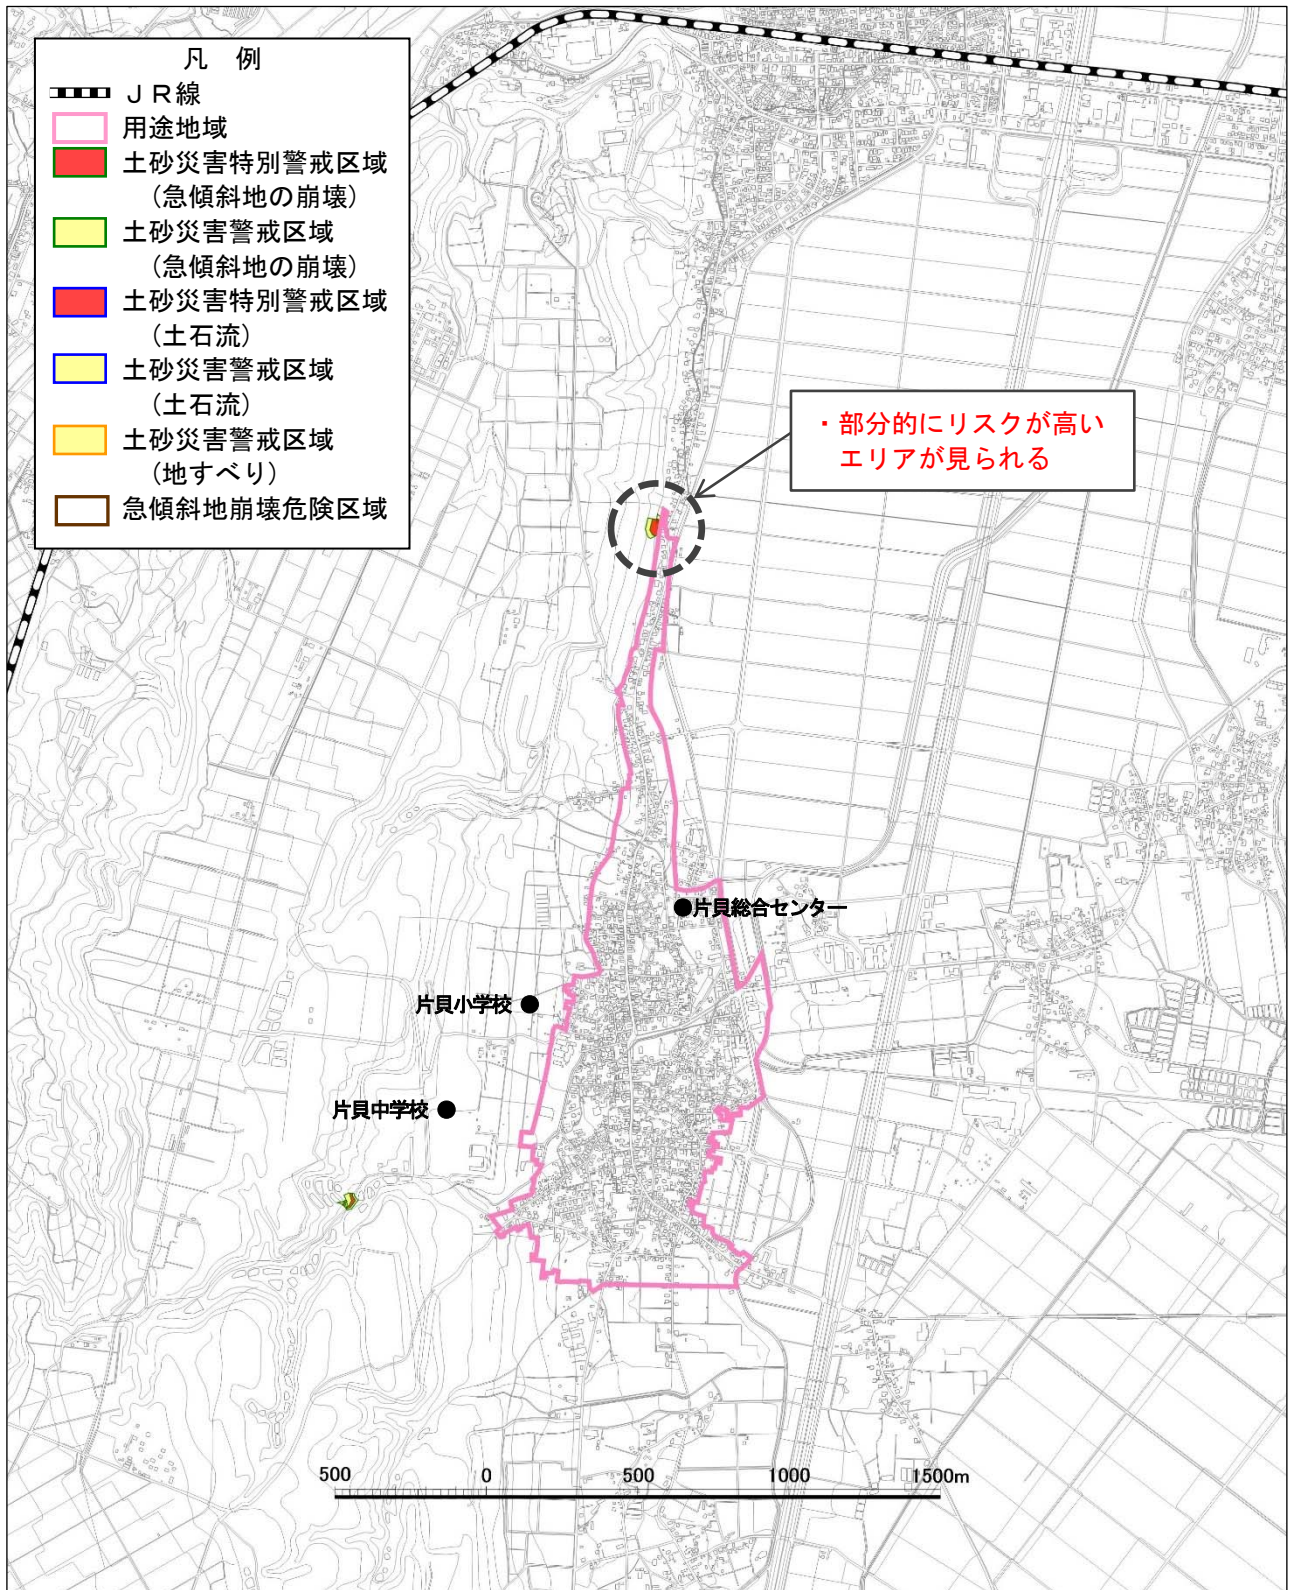 凡　例
ＪＲ線
用途地域
土砂災害特別警戒区域
（急傾斜地の崩壊）
土砂災害警戒区域
（急傾斜地の崩壊）
土砂災害特別警戒区域
（土石流）
土砂災害警戒区域
（土石流）
土砂災害警戒区域
（地すべり）
急傾斜地崩壊危険区域
・部分的にリスクが高い
エリアが見られる
片貝総合センター
片貝小学校
片貝中学校
500 0 500 1000 1500m